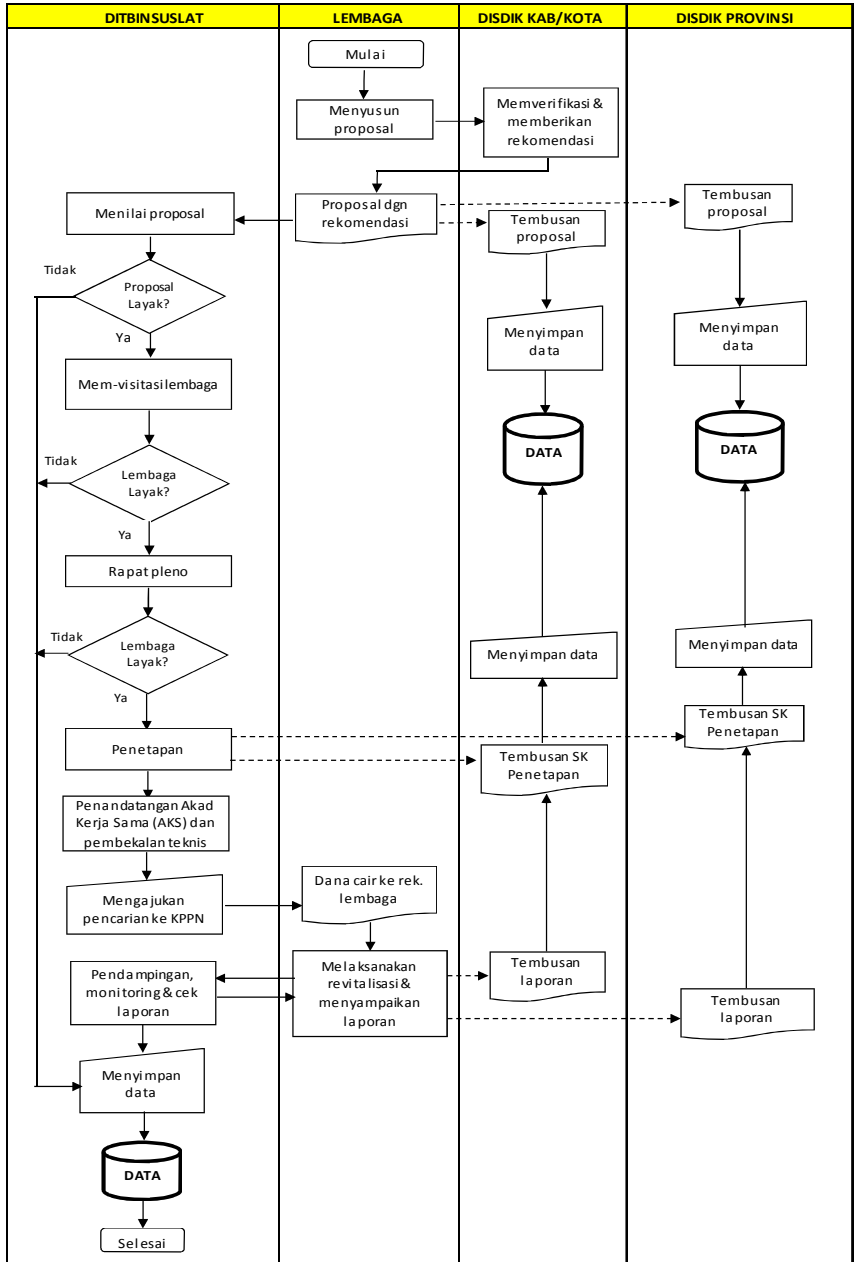 DITBINSUSLAT
LEMBAGA
DISDIK KAB/KOTA
DISDIK PROVINSI
Mulai
Menyusun
proposal
Memverifikasi &
memberikan
rekomendasi
Menilai proposal
Proposal dgn
rekomendasi
Tembusan
proposal
Tembusan
proposal
Tidak
Proposal
Layak?
Ya
Menyimpan
data
Menyimpan
data
Mem-visitasi lembaga
DATA
DATA
Tidak
Lembaga
Layak?
Ya
Rapat pleno
Tidak
Lembaga
Layak?
Ya
Menyimpan data
Menyimpan data
Penetapan
Tembusan SK
Penetapan
Tembusan SK
Penetapan
Penandatangan Akad
Kerja Sama (AKS) dan
pembekalan teknis
Mengajukan
pencarian ke KPPN
Dana cair ke rek.
lembaga
Pendampingan,
monitoring & cek
laporan
Melaksanakan
revitalisasi &
menyampaikan
laporan
Tembusan
laporan
Tembusan
laporan
Menyimpan
data
DATA
Selesai